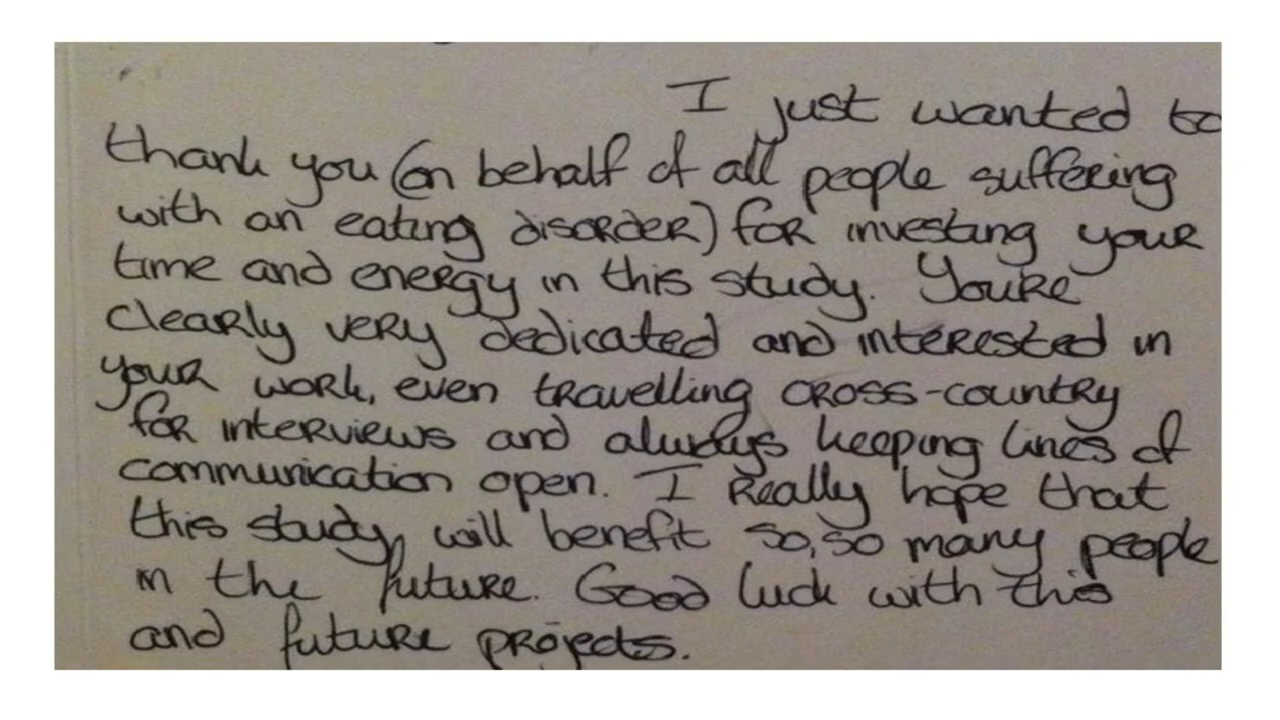 I just wanted to
thank you (on behalf of all people suffering
with an eating disorder) for investing your
time and energy in this study. Youre
clearly very dedicated and interested in
your work, even travelling cross-country
for interviews and always keeping lines of
communication open. I really hope that
this study will benefit so, so many people
in the future. Good luck with this
and future projects.